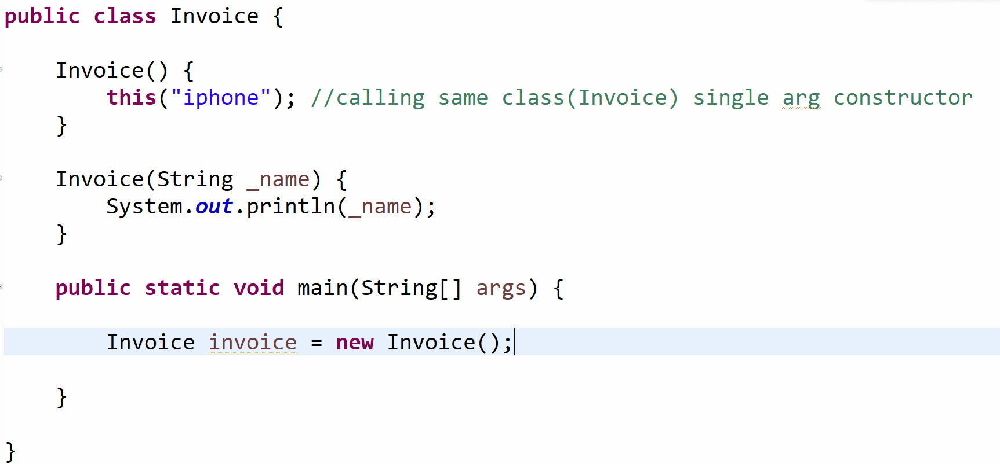 public class Invoice {
Invoice() {
this("iphone"); //calling same class(Invoice) single arg constructor
}
Invoice(String _name) {
System.out.println(_name);
}
public static void main(String[] args) {
Invoice invoice = new Invoice();
}
}